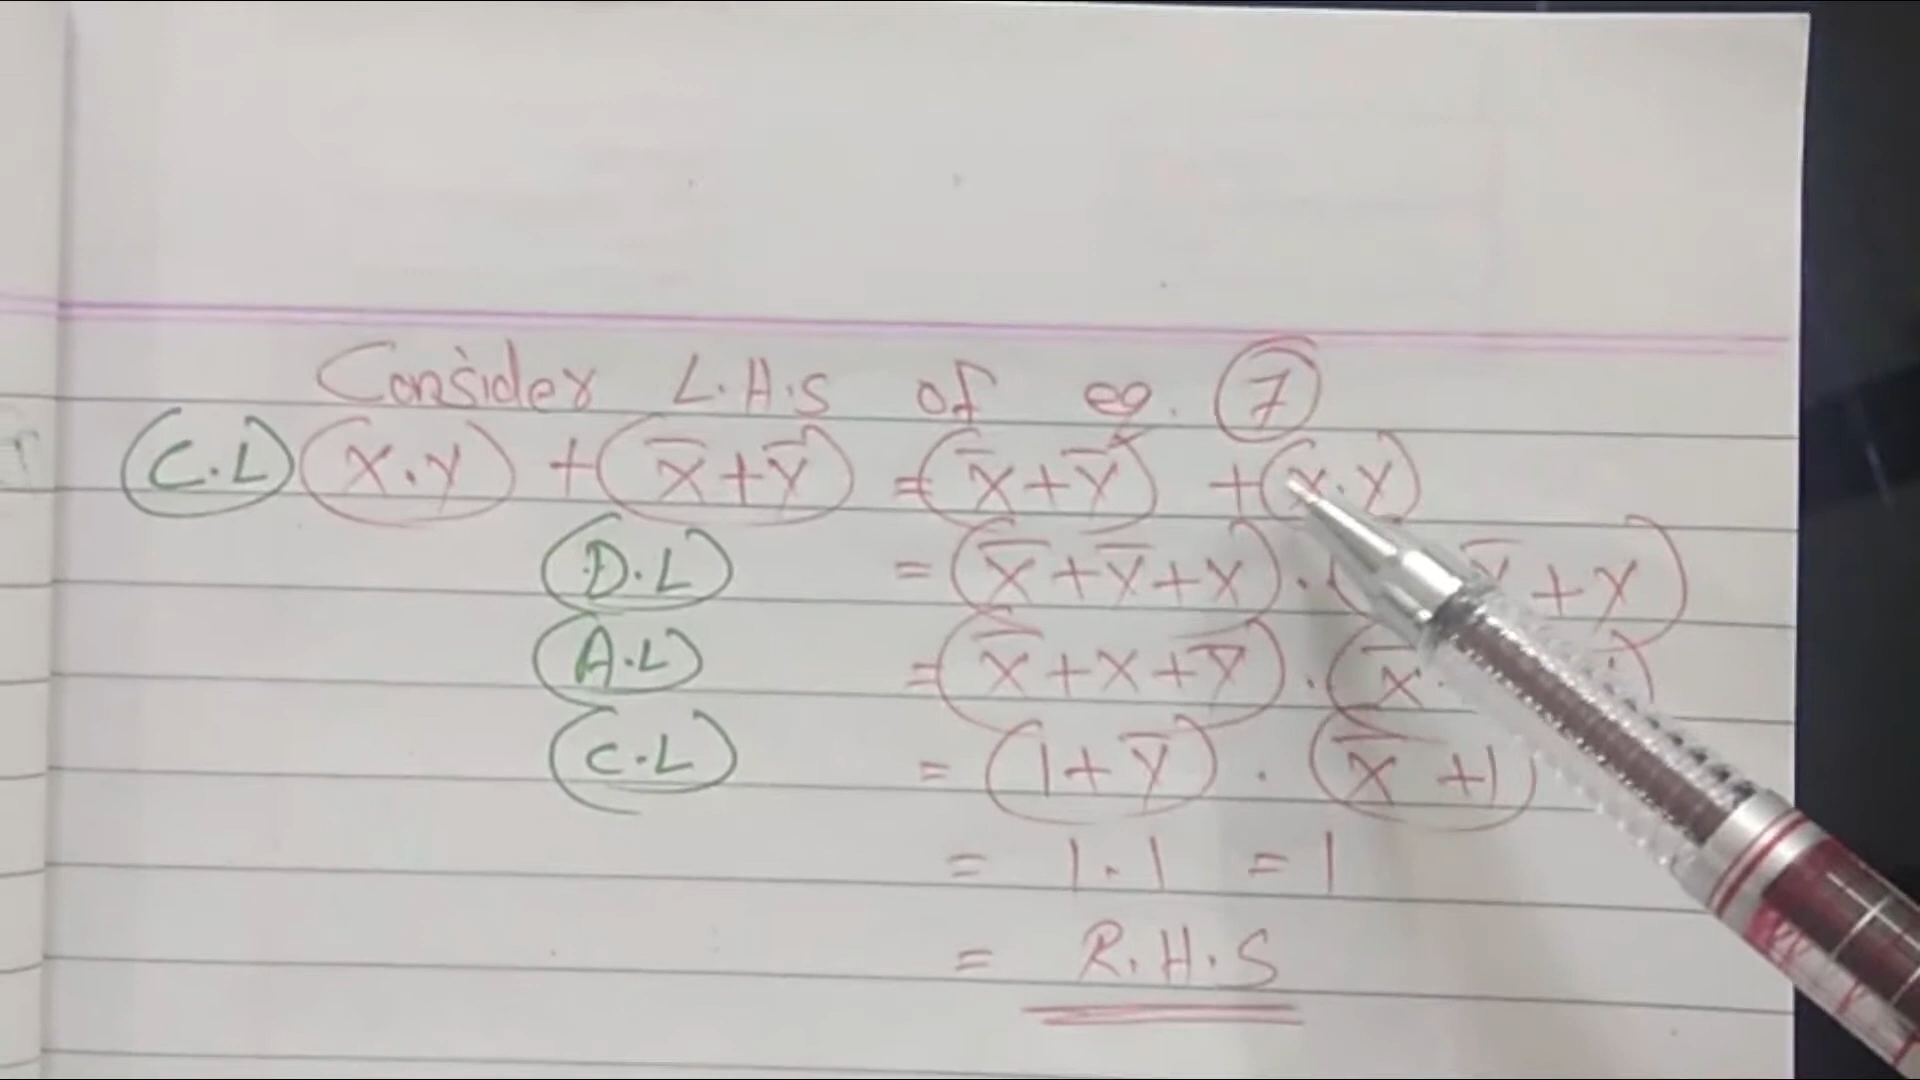 Consider L.H.S of eq. 7
C.L (X.Y) + (X̅+Y̅) = (X̅+Y̅) + (X.Y)
D.L = (X̅+Y̅+X) . ( Y̅+Y)
A.L = (X̅+X+Y̅) . (X̅ )
C.L = (1+Y̅) . (X̅+1)
= 1.1 = 1
= R.H.S